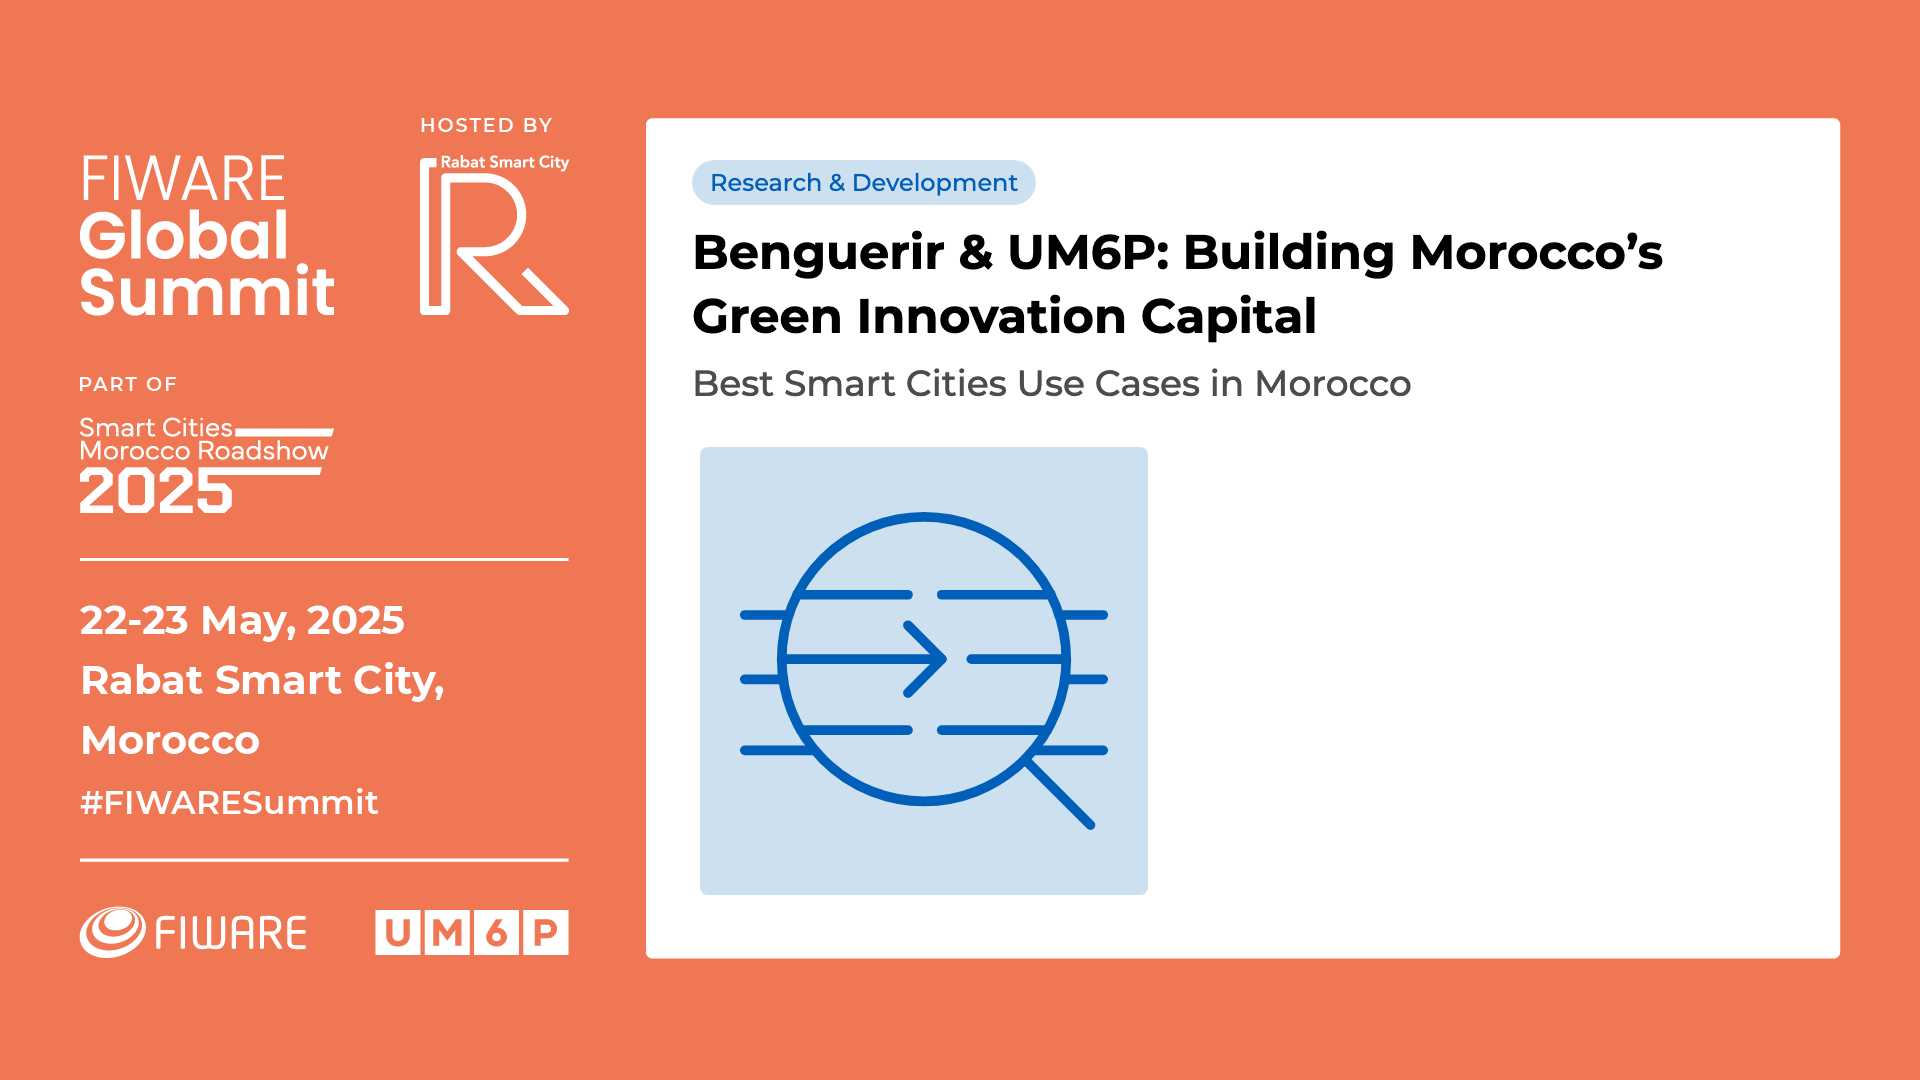 FIWARE
Global
Summit
HOSTED BY
Rabat Smart City
R
PART OF
Smart Cities
Morocco Roadshow
2025
22-23 May, 2025
Rabat Smart City,
Morocco
#FIWARESummit
FIWARE
UM6P
Research & Development
Benguerir & UM6P: Building Morocco’s
Green Innovation Capital
Best Smart Cities Use Cases in Morocco